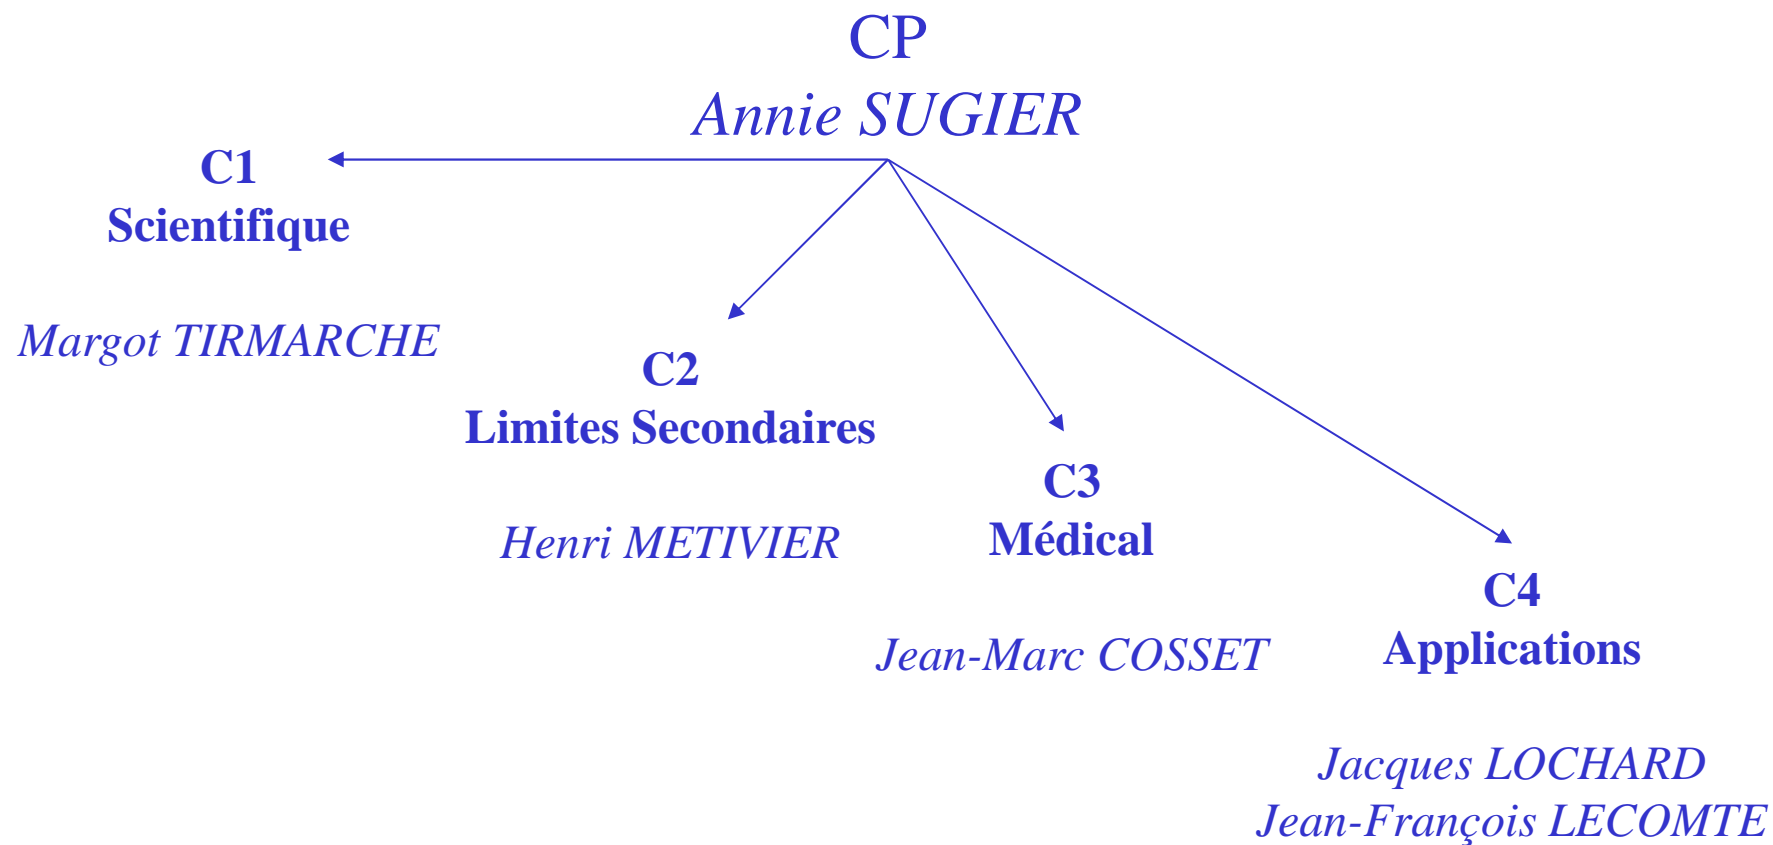 CP
Annie SUGIER
C1
Scientifique
Margot TIRMARCHE
C2
Limites Secondaires
Henri METIVIER
C3
Médical
Jean-Marc COSSET
C4
Applications
Jacques LOCHARD
Jean-François LECOMTE